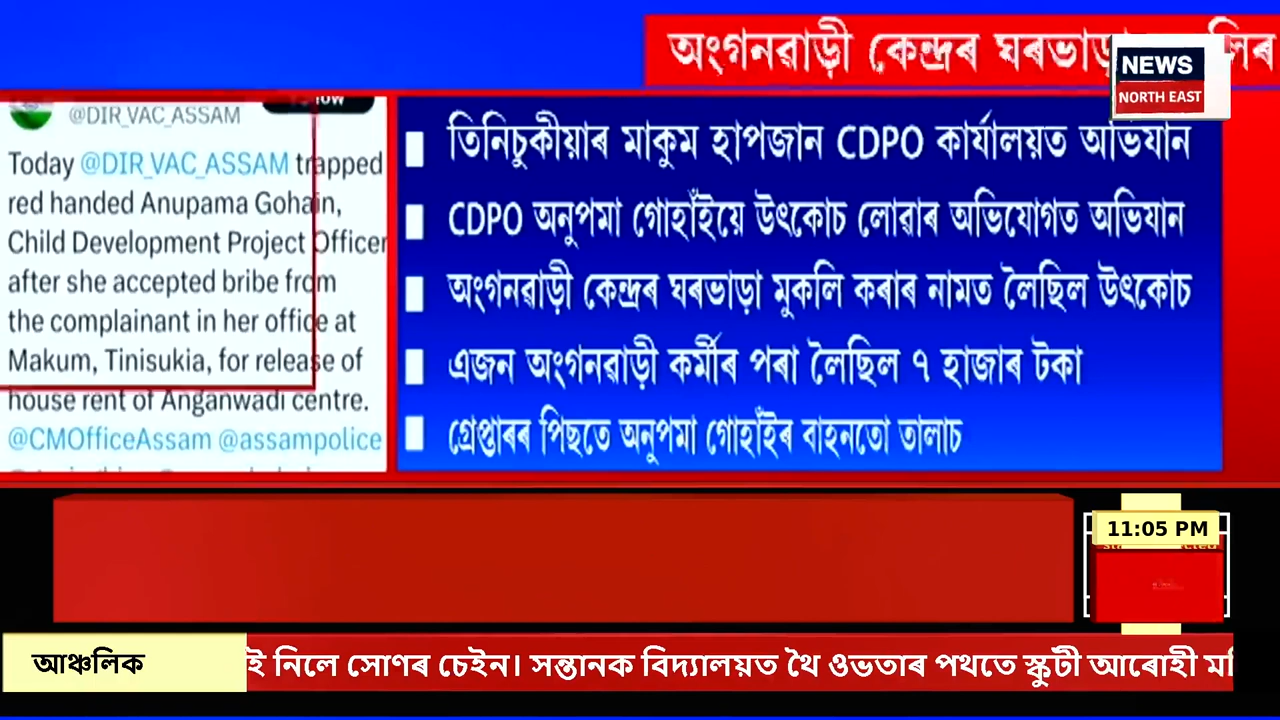 অংগনৱাড়ী কেন্দ্ৰৰ ঘৰভাড়া
NEWS
NORTH EAST
@DIR_VAC_ASSAM
Today @DIR_VAC_ASSAM trapped
red handed Anupama Gohain,
Child Development Project Officer
after she accepted bribe from
the complainant in her office at
Makum, Tinisukia, for release of
house rent of Anganwadi centre.
@CMOfficeAssam @assampolice
তিনিচুকীয়াৰ মাকুম হাপজান CDPO কাৰ্যালয়ত অভিযান
CDPO অনুপমা গোহাঁইয়ে উৎকোচ লোৱাৰ অভিযোগত অভিযান
অংগনৱাড়ী কেন্দ্ৰৰ ঘৰভাড়া মুকলি কৰাৰ নামত লৈছিল উৎকোচ
এজন অংগনৱাড়ী কৰ্মীৰ পৰা লৈছিল ৭ হাজাৰ টকা
গ্ৰেপ্তাৰৰ পিছতে অনুপমা গোহাঁইৰ বাহনতো তালাচ
11:05 PM
আঞ্চলিক
ই নিলে সোণৰ চেইন। সন্তানক বিদ্যালয়ত থৈ ওভতাৰ পথতে স্কুটী আৰোহী